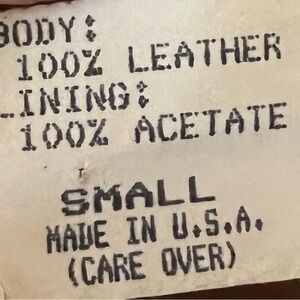 BODY:
100% LEATHER
LINING:
100% ACETATE
SMALL
MADE IN U.S.A.
(CARE OVER)